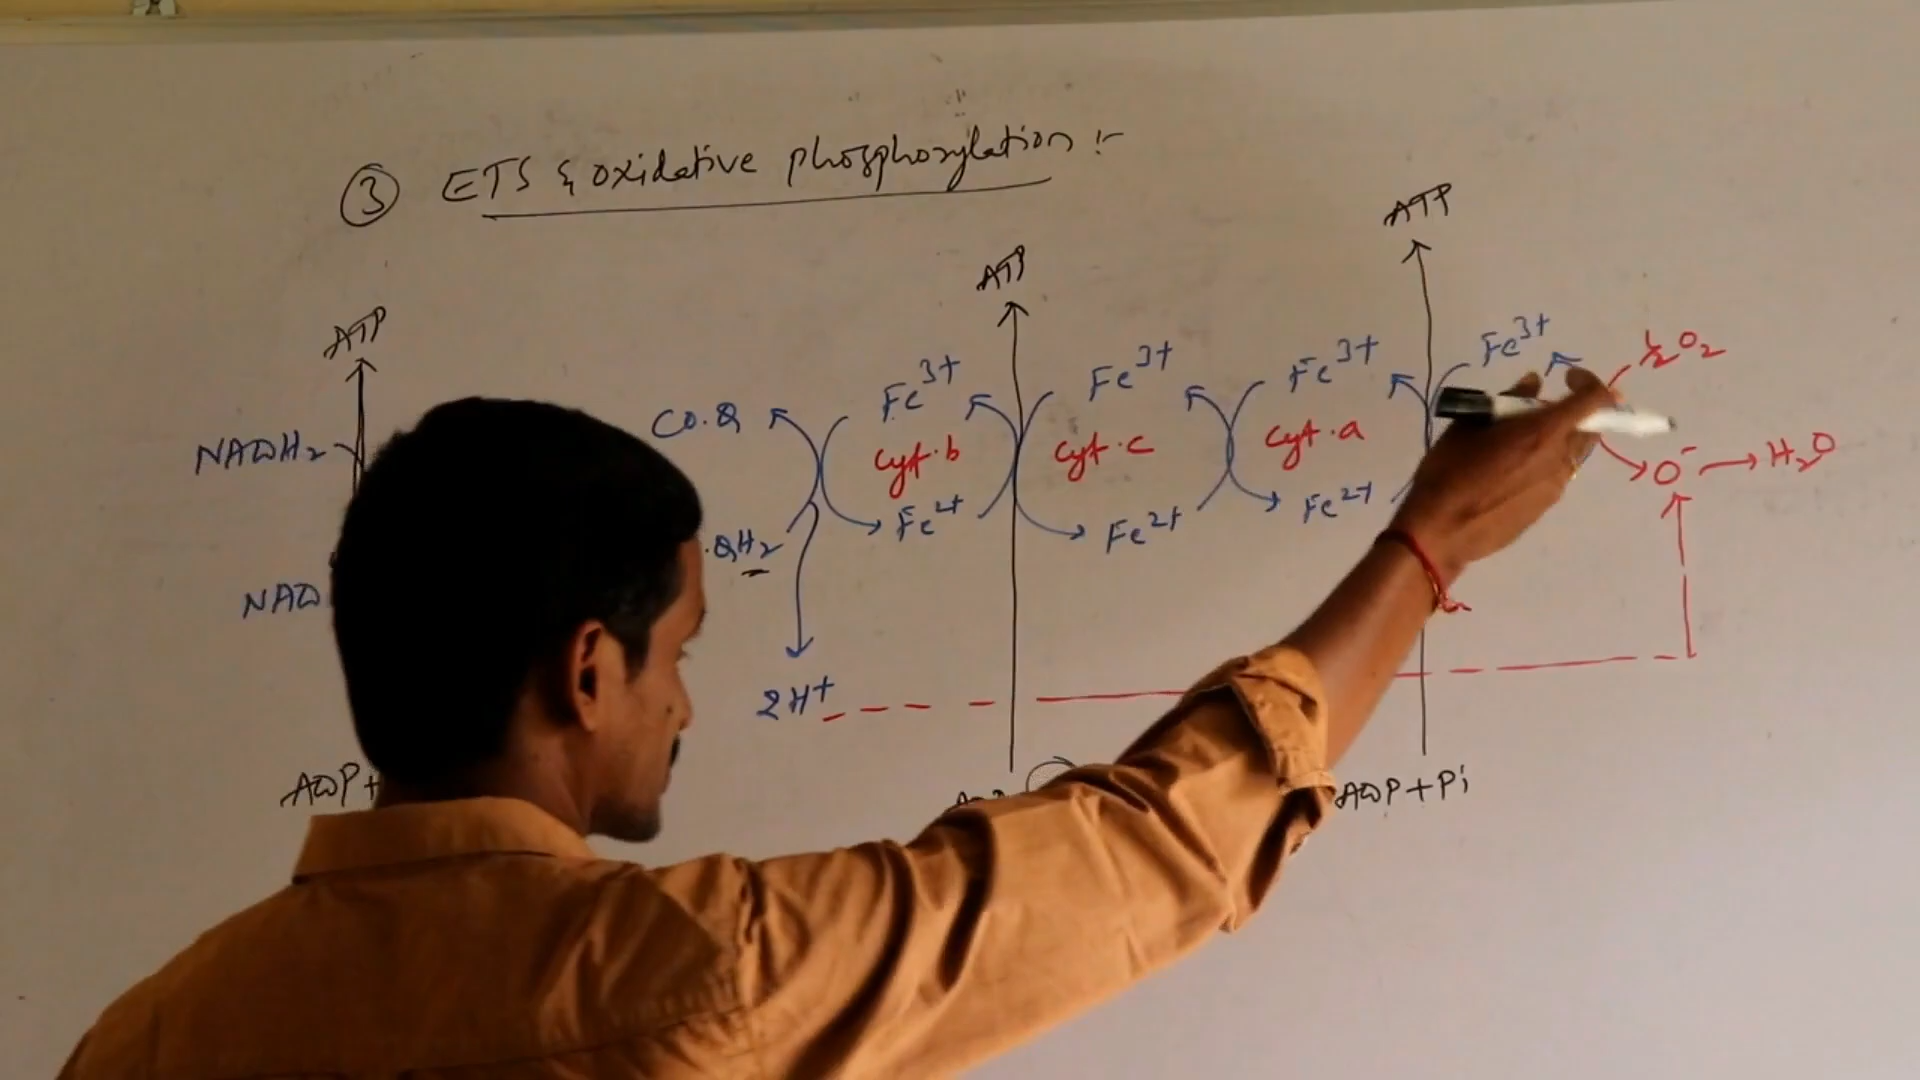 ③ ETS & oxidative phosphorylation :-
ATP
ATP
ATP
NADH2
Co.Q
Fe3+
Fe3+
Fe3+
Fe3+
½O2
Cyt.b
Cyt.c
Cyt.a
O- → H2O
.QH2
Fe2+
Fe2+
Fe2+
NAD
2H+
ADP+
ADP+Pi